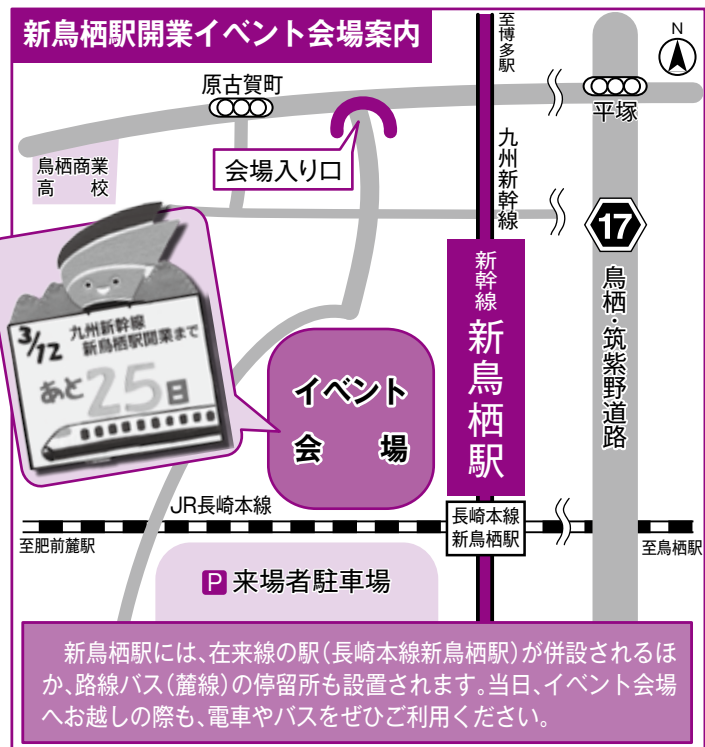 新鳥栖駅開業イベント会場案内
至博多駅
N
原古賀町
平塚
鳥栖商業
高　校
会場入り口
九州新幹線
17
鳥栖・筑紫野道路
新幹線
新鳥栖駅
3/12 九州新幹線
新鳥栖駅開業まで
あと25日
イベント
会　場
JR長崎本線
長崎本線
新鳥栖駅
至肥前麓駅
至鳥栖駅
P 来場者駐車場
新鳥栖駅には、在来線の駅（長崎本線新鳥栖駅）が併設されるほ
か、路線バス（麓線）の停留所も設置されます。当日、イベント会場
へお越しの際も、電車やバスをぜひご利用ください。